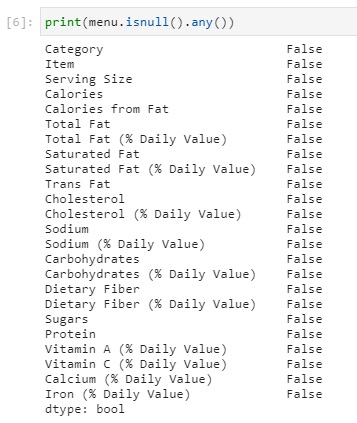 [6]: print(menu.isnull().any())
Category False
Item False
Serving Size False
Calories False
Calories from Fat False
Total Fat False
Total Fat (% Daily Value) False
Saturated Fat False
Saturated Fat (% Daily Value) False
Trans Fat False
Cholesterol False
Cholesterol (% Daily Value) False
Sodium False
Sodium (% Daily Value) False
Carbohydrates False
Carbohydrates (% Daily Value) False
Dietary Fiber False
Dietary Fiber (% Daily Value) False
Sugars False
Protein False
Vitamin A (% Daily Value) False
Vitamin C (% Daily Value) False
Calcium (% Daily Value) False
Iron (% Daily Value) False
dtype: bool